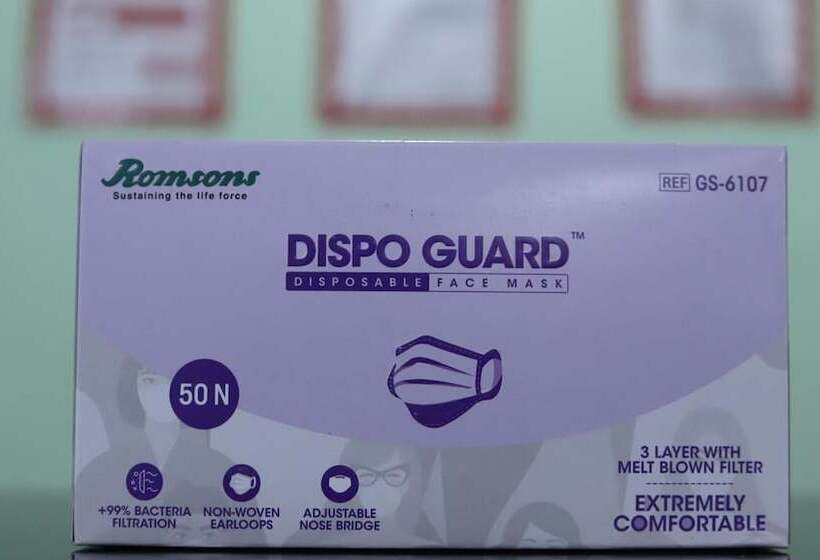 Romsons
Sustaining the life force
REF GS-6107
DISPO GUARD™
DISPOSABLE FACE MASK
50 N
3 LAYER WITH
MELT BLOWN FILTER
EXTREMELY
COMFORTABLE
+99% BACTERIA
FILTRATION
NON-WOVEN
EARLOOPS
ADJUSTABLE
NOSE BRIDGE